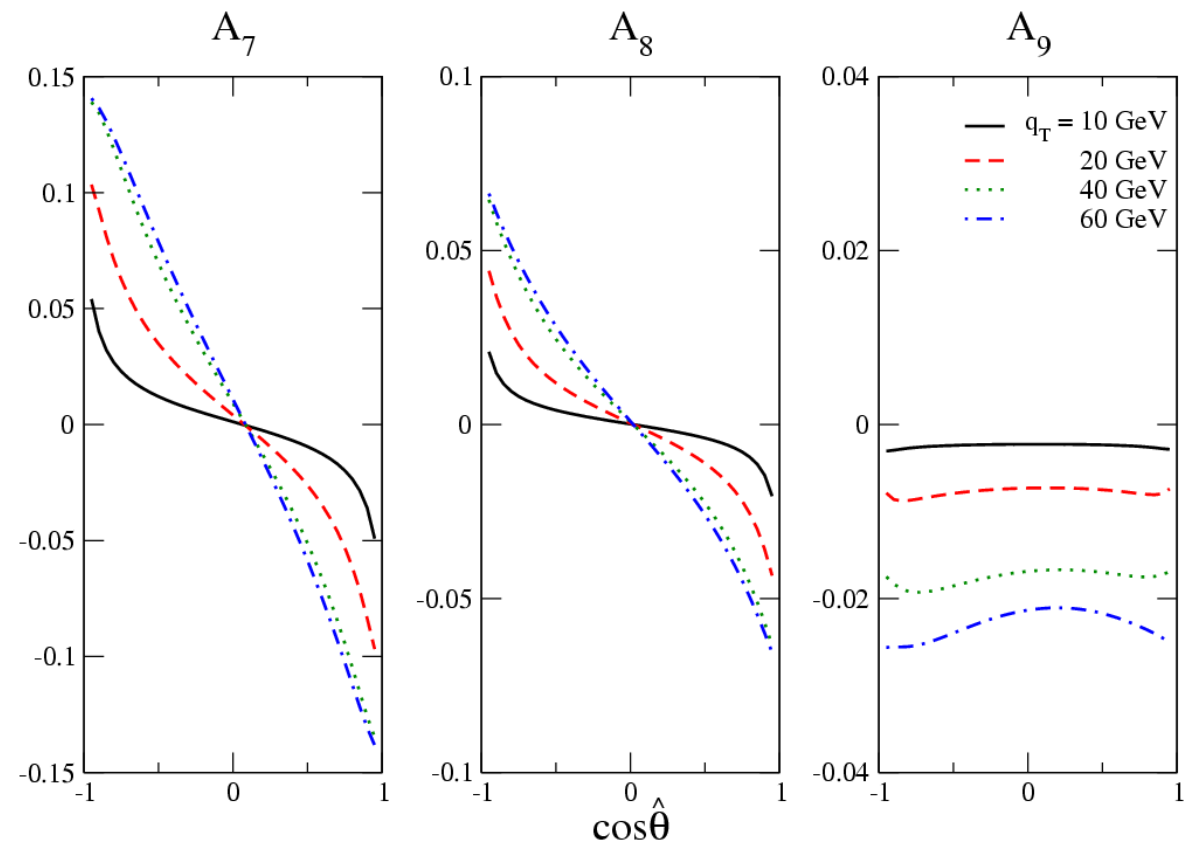 A7 A8 A9
0.15 0.1 0.04
qT = 10 GeV
20 GeV
40 GeV
60 GeV
0.1
0.05 0.02
0.05
0 0 0
-0.05
-0.05 -0.02
-0.1
-0.15 -0.1 -0.04
-1 0 1 -1 0 1 -1 0 1
cosθ̂